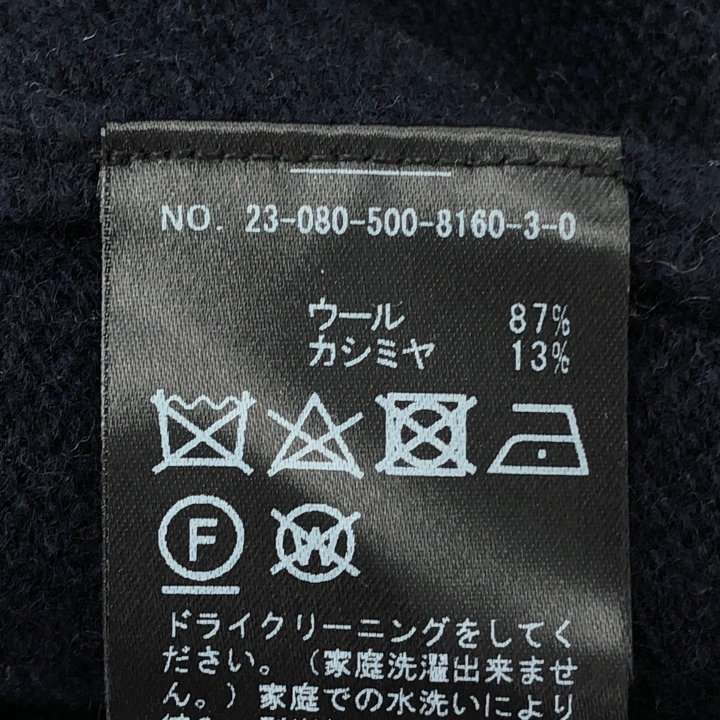 NO. 23-080-500-8160-3-0
ウール 87%
カシミヤ 13%
F W
ドライクリーニングをしてく
ださい。（家庭洗濯出来ませ
ん。）家庭での水洗いにより